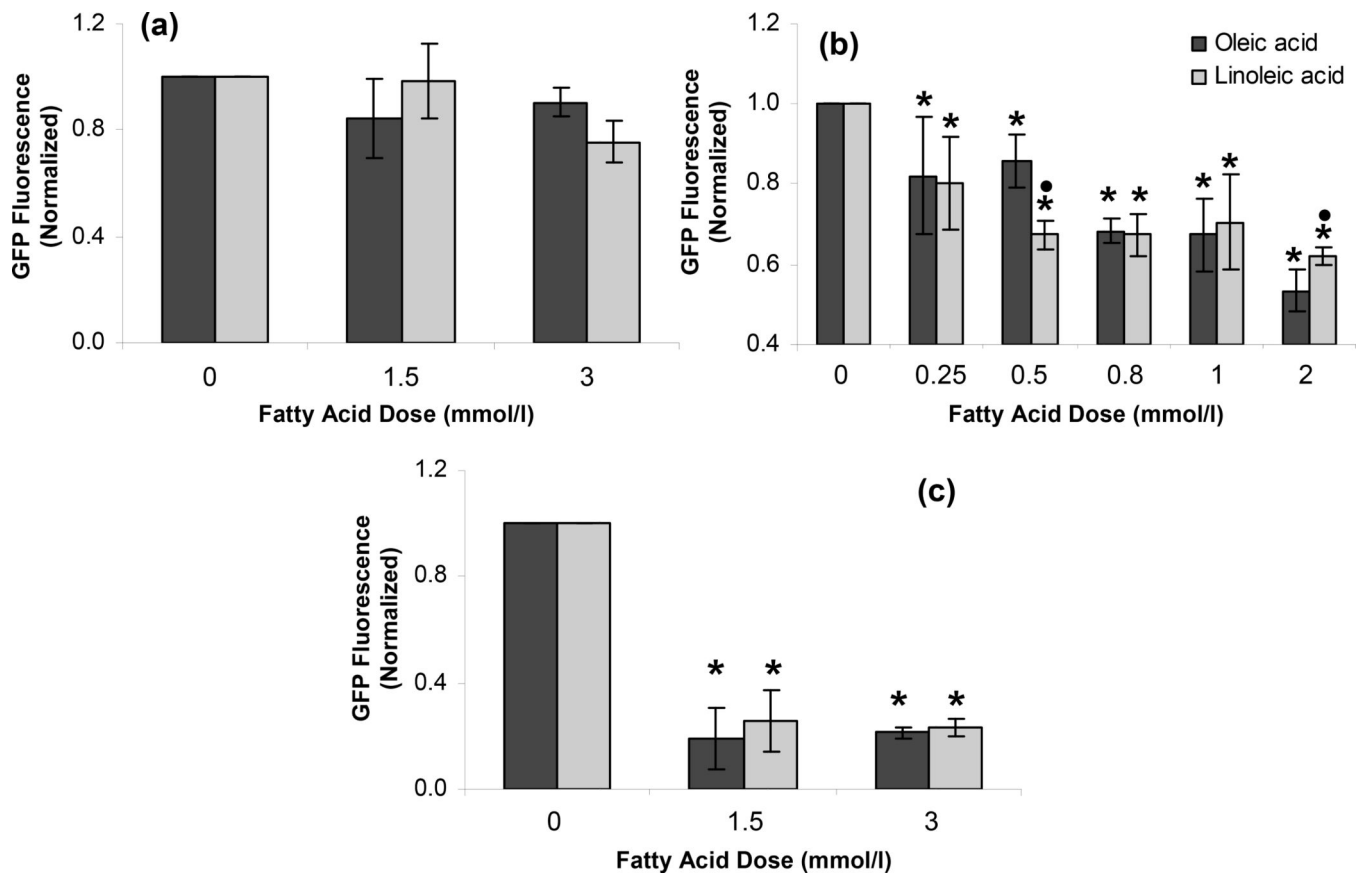 (a)
GFP Fluorescence
(Normalized)
1.2
0.8
0.4
0.0
0 1.5 3
Fatty Acid Dose (mmol/l)
(b)
Oleic acid
Linoleic acid
GFP Fluorescence
(Normalized)
1.0
0.8
0.6
0.4
* * * * * * * * * *
0 0.25 0.5 0.8 1 2
Fatty Acid Dose (mmol/l)
(c)
GFP Fluorescence
(Normalized)
1.2
0.8
0.4
0.0
* * * *
0 1.5 3
Fatty Acid Dose (mmol/l)